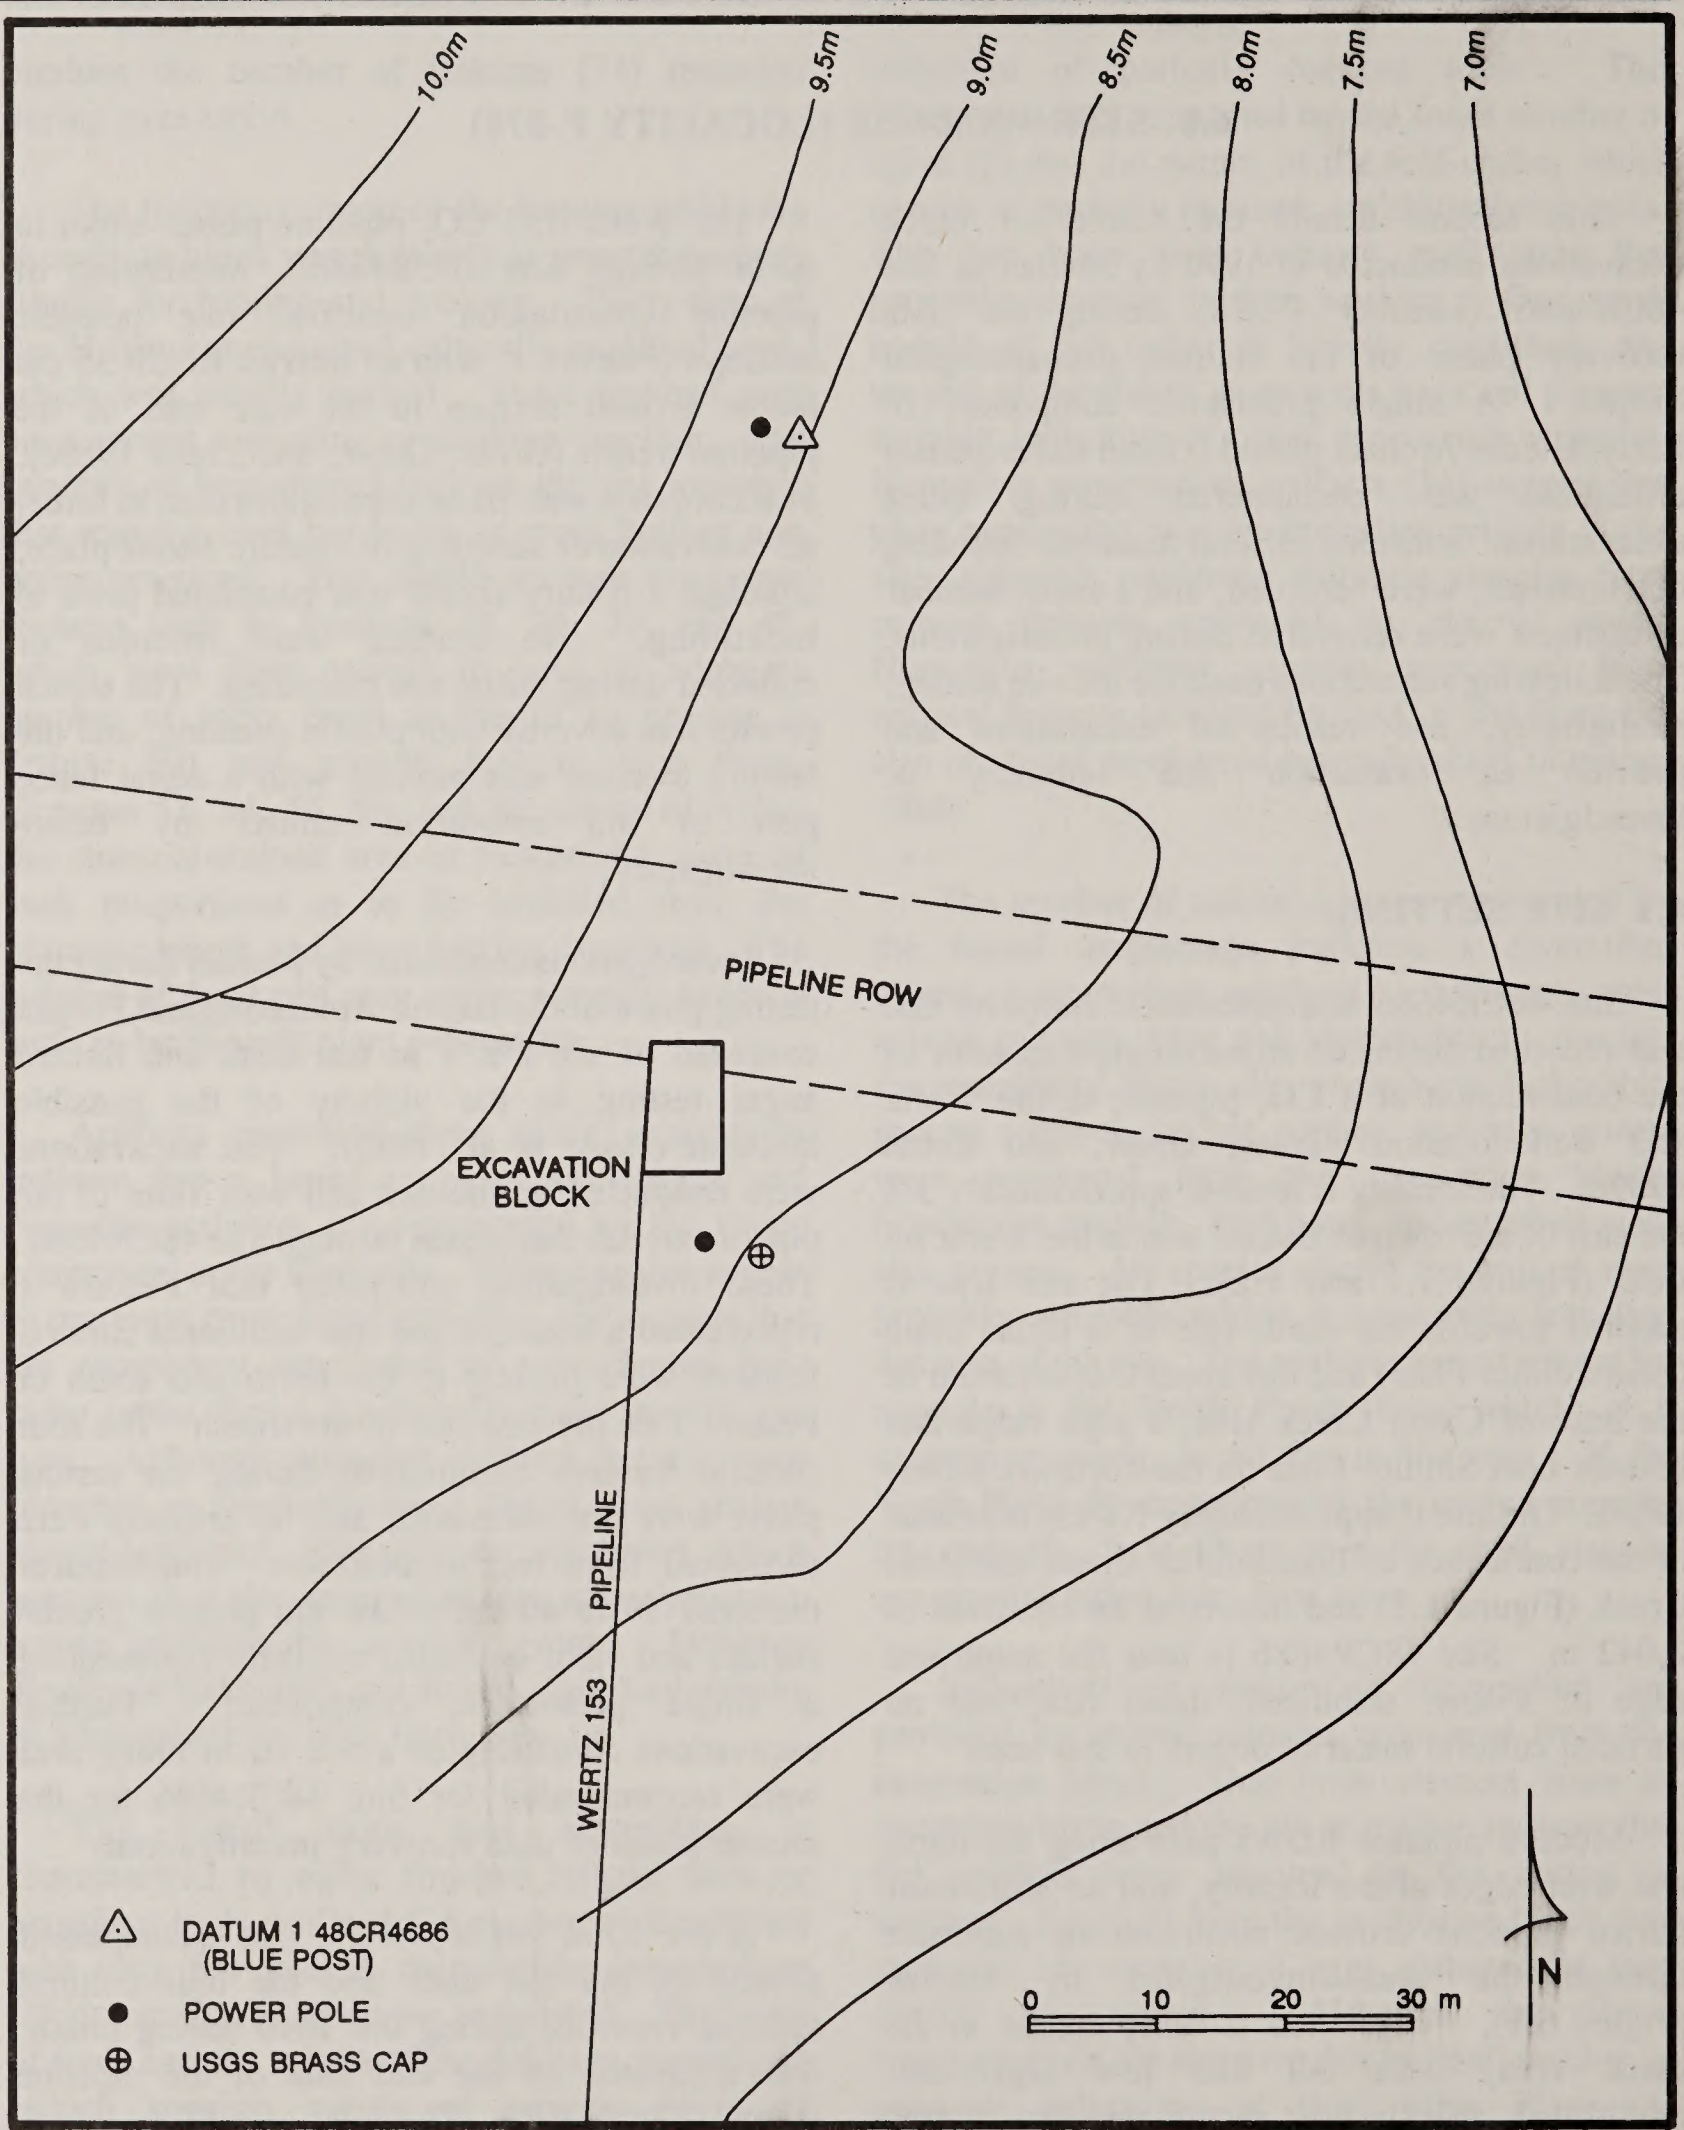 10.0m
9.5m
9.0m
8.5m
8.0m
7.5m
7.0m
PIPELINE ROW
EXCAVATION
BLOCK
WERTZ 153 PIPELINE
DATUM 1 48CR4686
(BLUE POST)
POWER POLE
USGS BRASS CAP
N
0 10 20 30 m